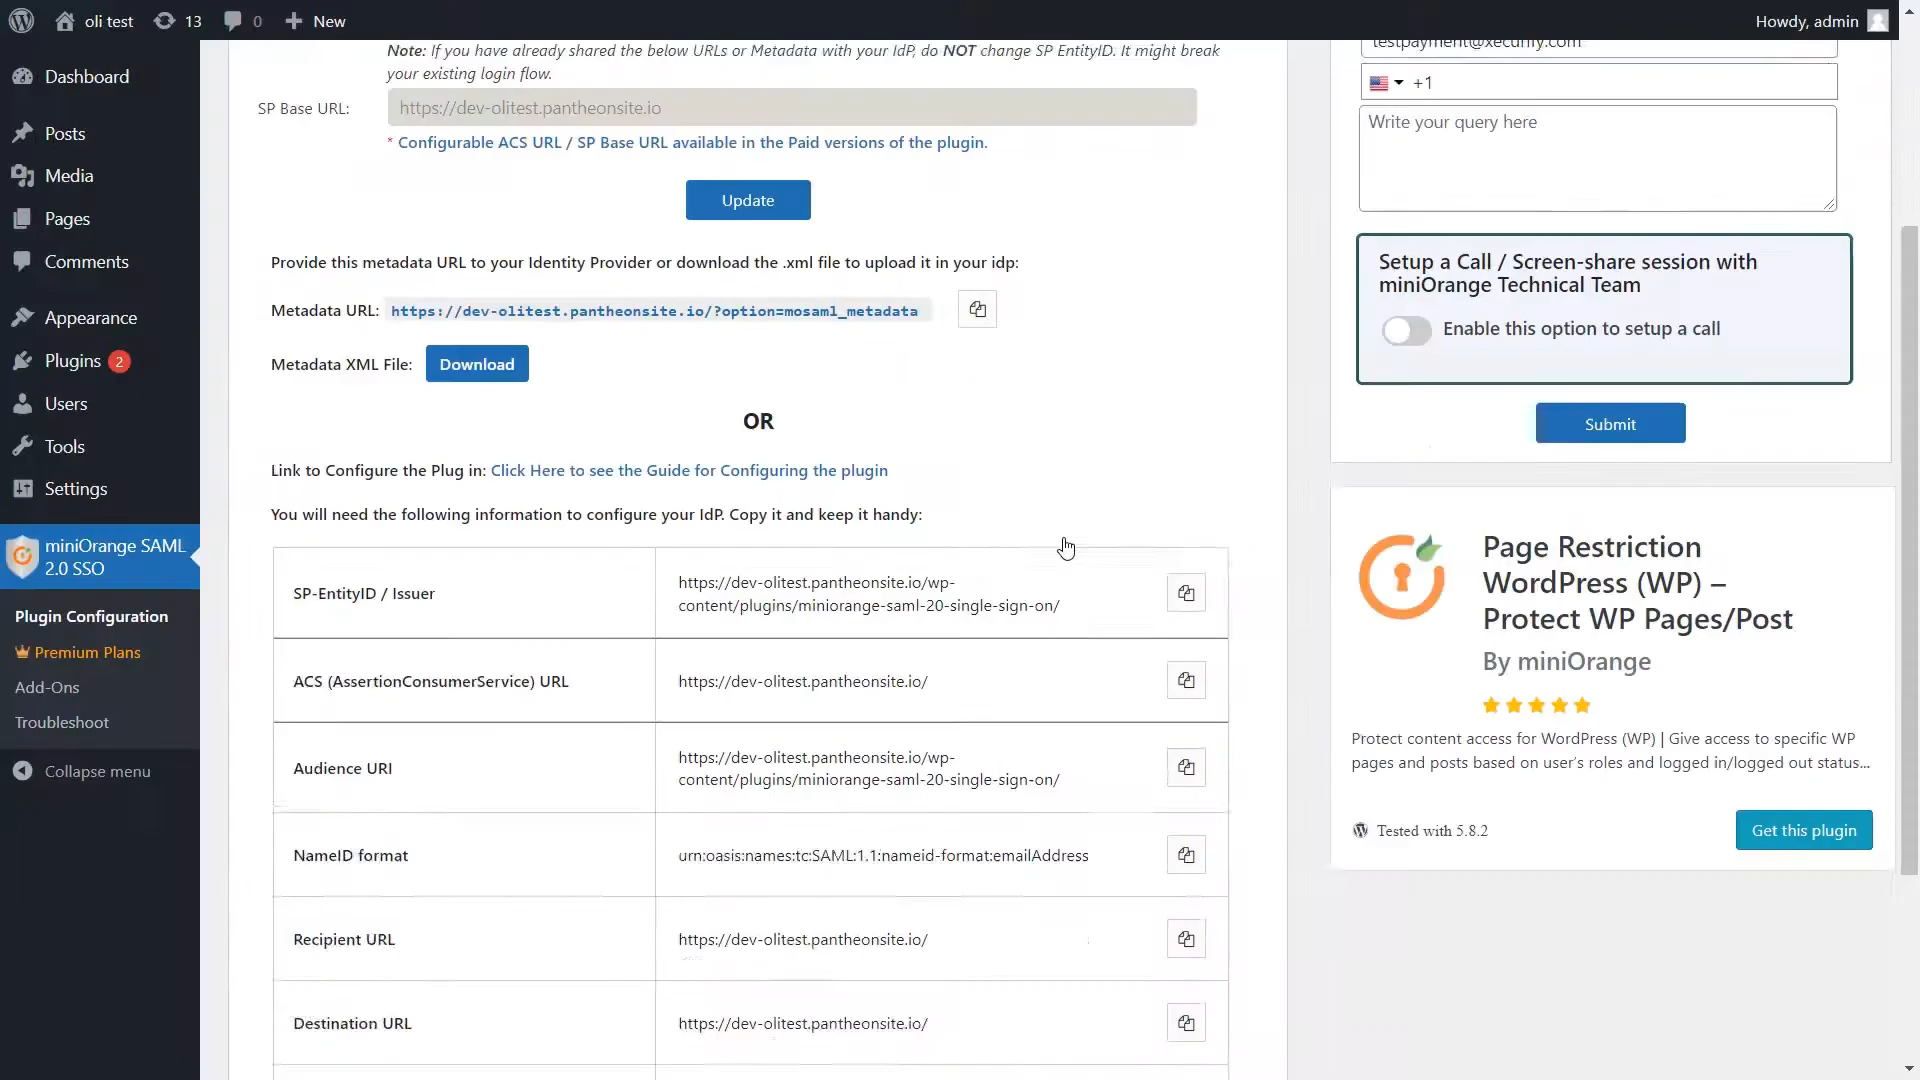 oli test
13
0
New
Howdy, admin
Dashboard
Posts
Media
Pages
Comments
Appearance
Plugins 2
Users
Tools
Settings
miniOrange SAML
2.0 SSO
Plugin Configuration
Premium Plans
Add-Ons
Troubleshoot
Collapse menu
Note: If you have already shared the below URLs or Metadata with your IdP, do NOT change SP EntityID. It might break
your existing login flow.
SP Base URL:
https://dev-olitest.pantheonsite.io
* Configurable ACS URL / SP Base URL available in the Paid versions of the plugin.
Update
Provide this metadata URL to your Identity Provider or download the .xml file to upload it in your idp:
Metadata URL: https://dev-olitest.pantheonsite.io/?option=mosaml_metadata
Metadata XML File: Download
OR
Link to Configure the Plug in: Click Here to see the Guide for Configuring the plugin
You will need the following information to configure your IdP. Copy it and keep it handy:
SP-EntityID / Issuer
https://dev-olitest.pantheonsite.io/wp-
content/plugins/miniorange-saml-20-single-sign-on/
ACS (AssertionConsumerService) URL
https://dev-olitest.pantheonsite.io/
Audience URI
https://dev-olitest.pantheonsite.io/wp-
content/plugins/miniorange-saml-20-single-sign-on/
NameID format
urn:oasis:names:tc:SAML:1.1:nameid-format:emailAddress
Recipient URL
https://dev-olitest.pantheonsite.io/
Destination URL
https://dev-olitest.pantheonsite.io/
testpayment@xecurify.com
+1
Write your query here
Setup a Call / Screen-share session with
miniOrange Technical Team
Enable this option to setup a call
Submit
Page Restriction
WordPress (WP) –
Protect WP Pages/Post
By miniOrange
Protect content access for WordPress (WP) | Give access to specific WP
pages and posts based on user's roles and logged in/logged out status...
Tested with 5.8.2
Get this plugin